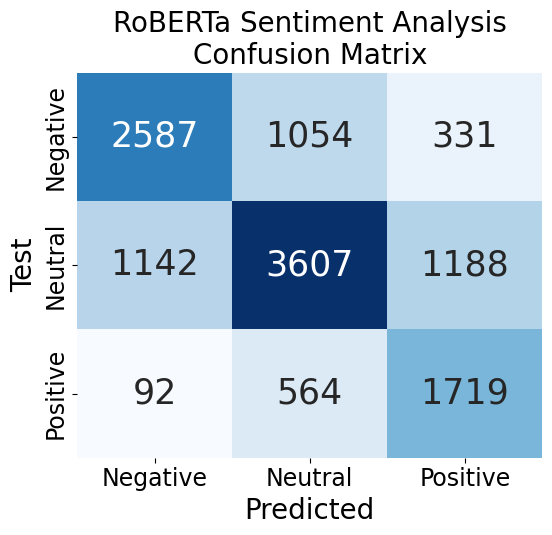 RoBERTa Sentiment Analysis
Confusion Matrix
Test
Negative
2587 1054 331
Neutral
1142 3607 1188
Positive
92 564 1719
Negative Neutral Positive
Predicted